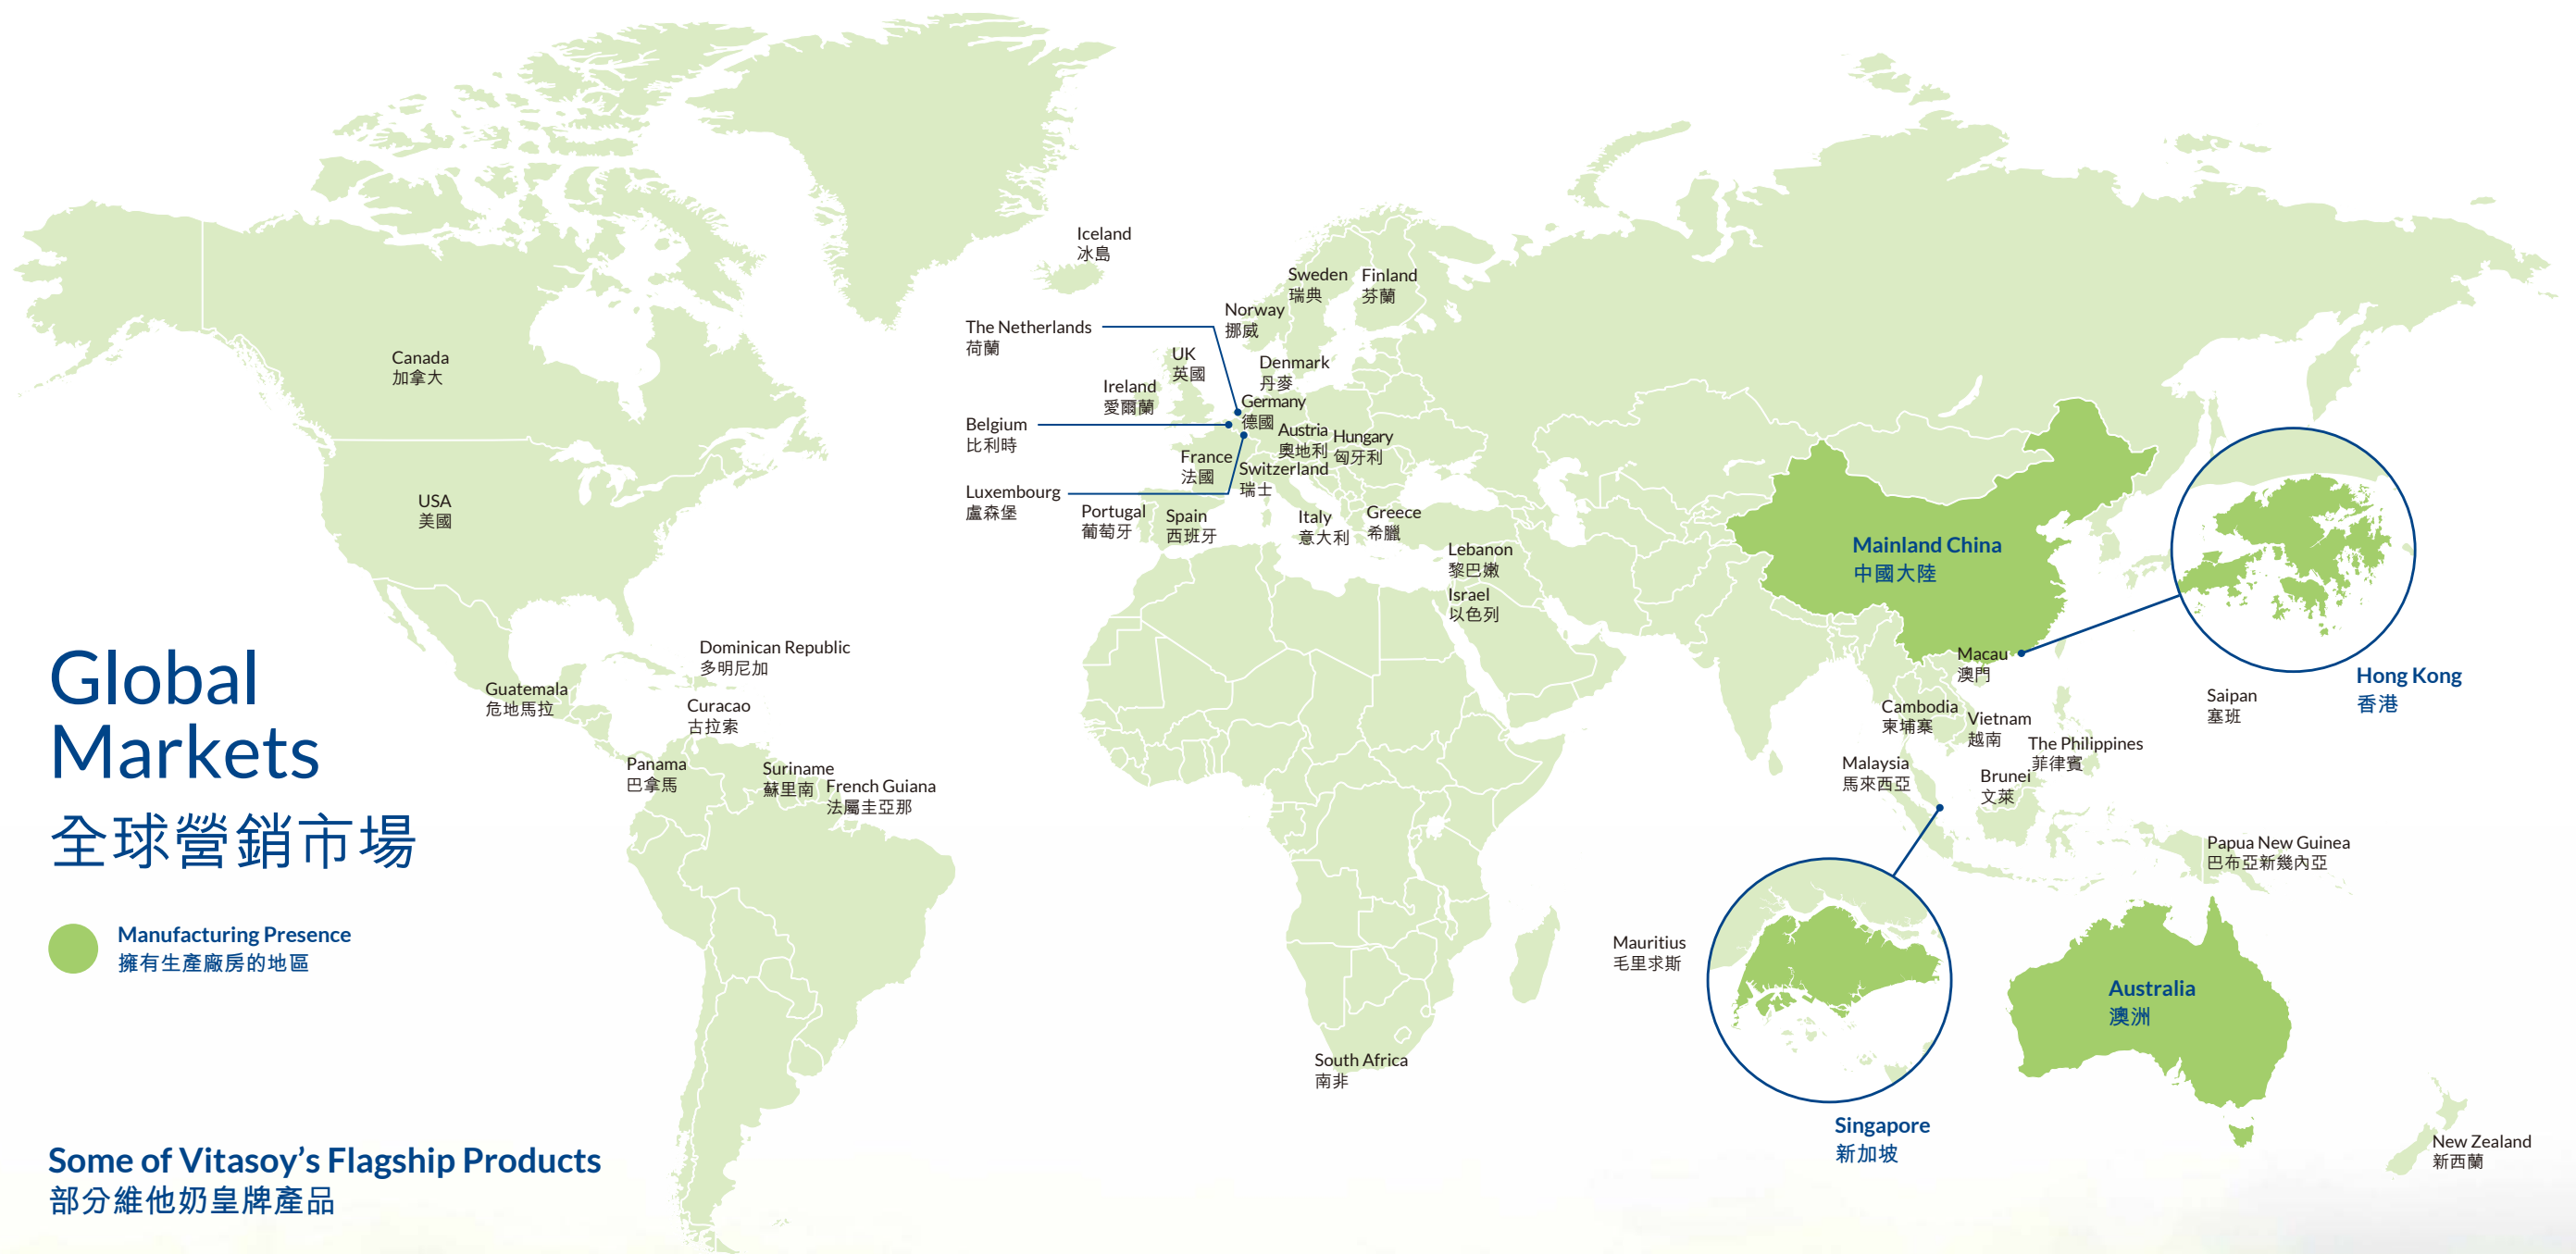 Global
Markets
全球營銷市場
Manufacturing Presence
擁有生產廠房的地區
Canada
加拿大
USA
美國
Guatemala
危地馬拉
Dominican Republic
多明尼加
Curacao
古拉索
Panama
巴拿馬
Suriname
蘇里南
French Guiana
法屬圭亞那
Iceland
冰島
Sweden
瑞典
Finland
芬蘭
Norway
挪威
The Netherlands
荷蘭
UK
英國
Denmark
丹麥
Ireland
愛爾蘭
Germany
德國
Belgium
比利時
Austria
奧地利
Hungary
匈牙利
France
法國
Switzerland
瑞士
Luxembourg
盧森堡
Portugal
葡萄牙
Spain
西班牙
Italy
意大利
Greece
希臘
Lebanon
黎巴嫩
Israel
以色列
Mainland China
中國大陸
Macau
澳門
Hong Kong
香港
Saipan
塞班
Cambodia
柬埔寨
Vietnam
越南
The Philippines
菲律賓
Malaysia
馬來西亞
Brunei
文萊
Papua New Guinea
巴布亞新幾內亞
Mauritius
毛里求斯
Australia
澳洲
South Africa
南非
Singapore
新加坡
New Zealand
新西蘭
Some of Vitasoy’s Flagship Products
部分維他奶皇牌產品